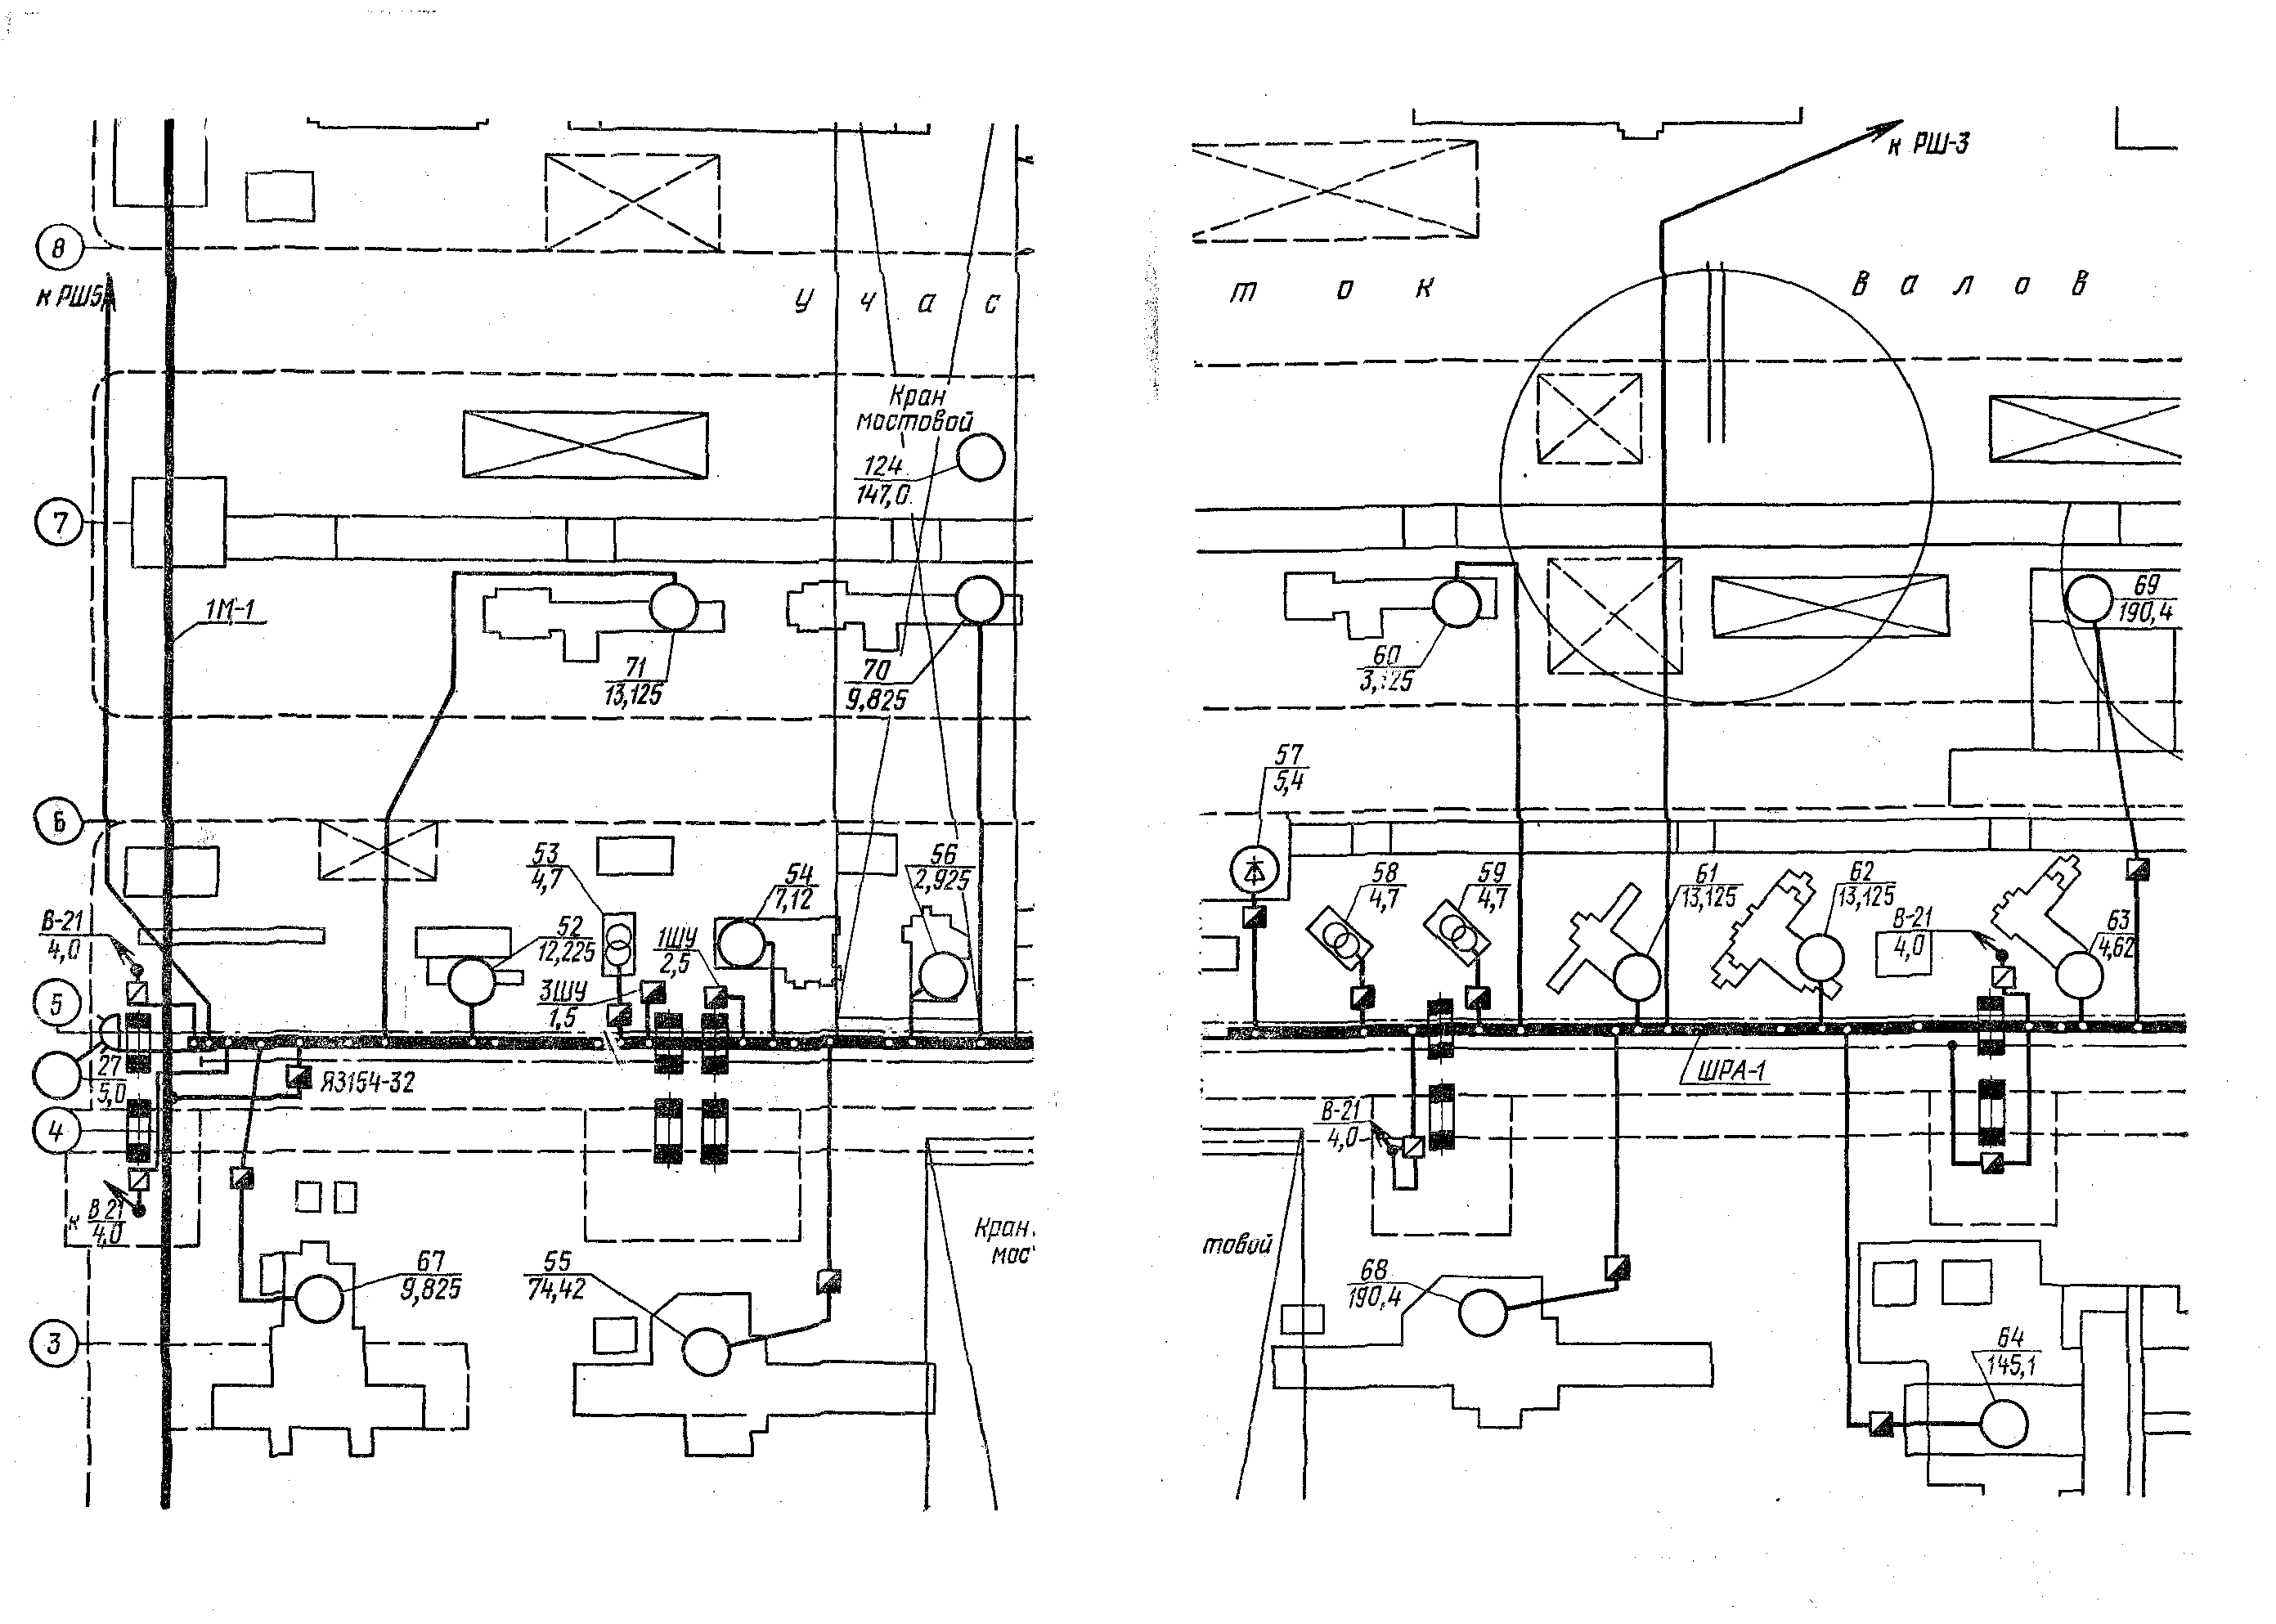 8
к РШ5
У ч а с
Кран
мостовой
124
147,0
7
1М-1
71
13,125
70
9,825
6
53
4,7
54
7,12
56
2,925
В-21
4,0
52
12,225
1ШУ
2,5
3ШУ
1,5
5
27
5,0
ЯЗ154-32
4
к В 21
4,0
67
9,825
55
74,42
Кран
мос
3
к РШ-3
т о к в а л о в
69
190,4
60
57
5,4
58
4,7
59
4,7
61
13,125
62
13,125
В-21
4,0
63
4,62
ШРА-1
В-21
4,0
товой
68
190,4
64
145,1